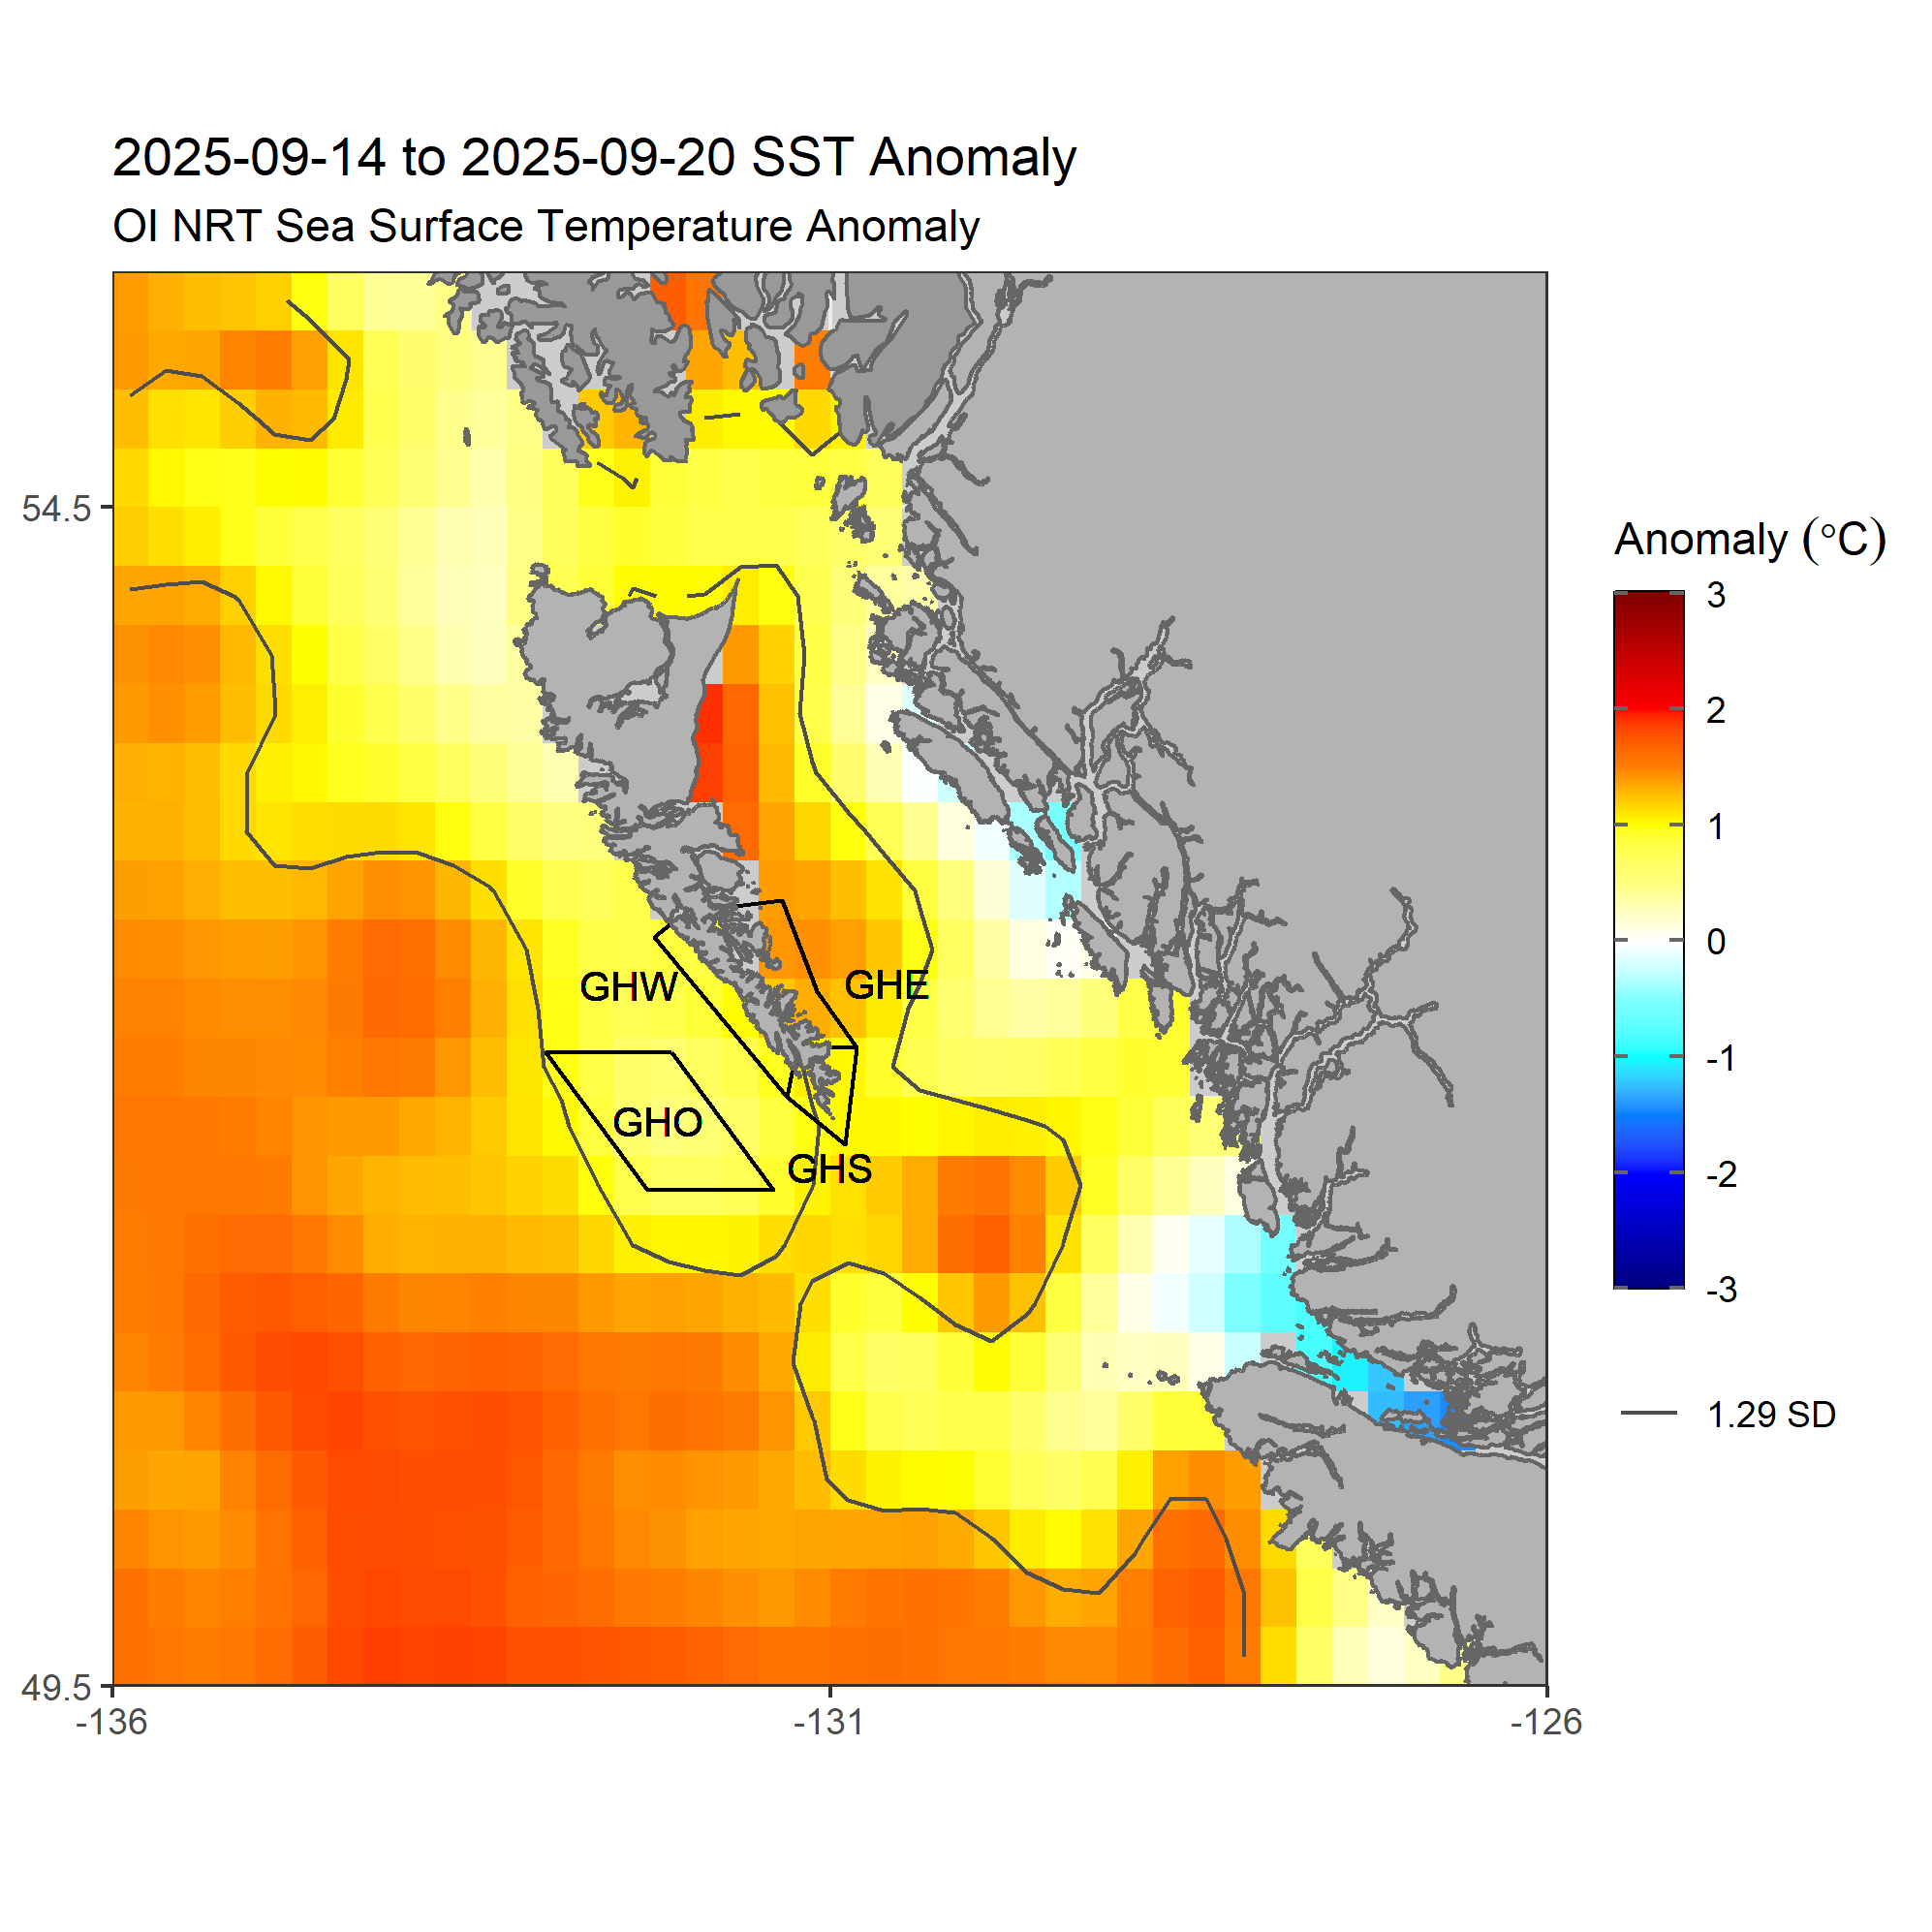 2025-09-14 to 2025-09-20 SST Anomaly
OI NRT Sea Surface Temperature Anomaly
54.5
49.5
-136
-131
-126
GHW
GHE
GHO
GHS
Anomaly (°C)
3
2
1
0
-1
-2
-3
1.29 SD